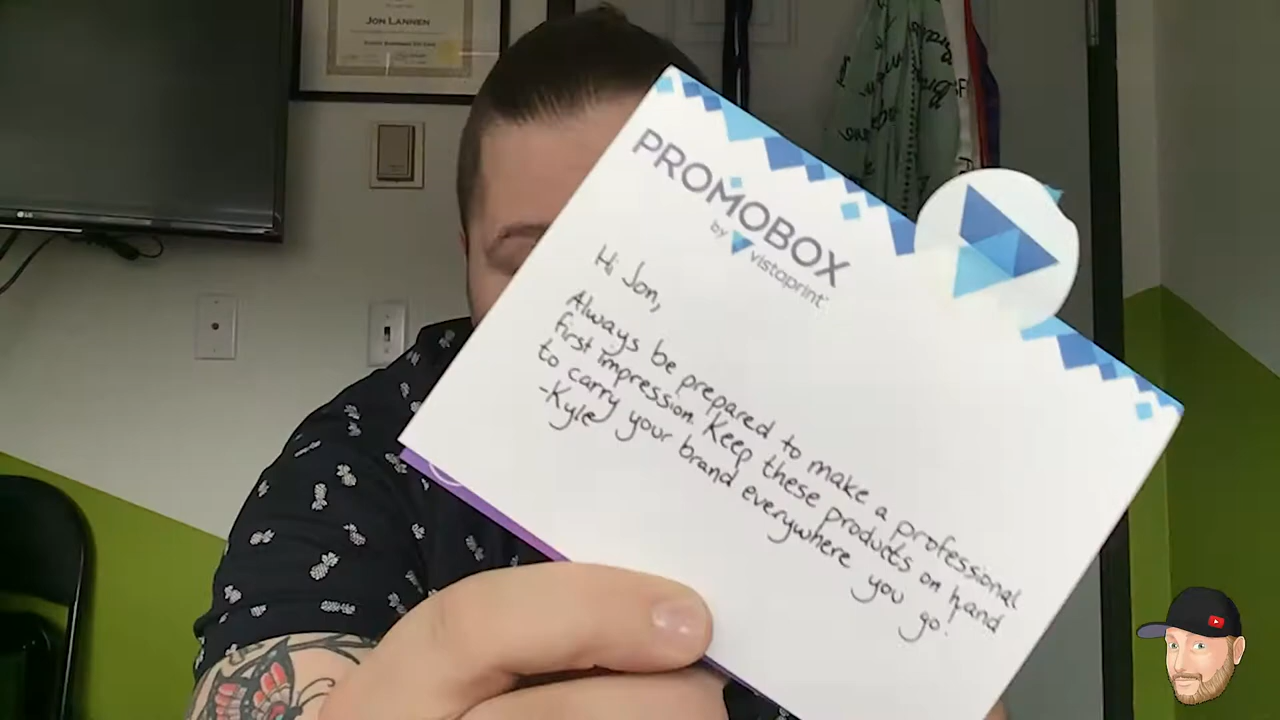 JON LANNEN
LG
PROMOBOX
by vistaprint
Hi Jon,
Always be prepared to make a professional
first impression. Keep these products on hand
to carry your brand everywhere you go.
-Kyle